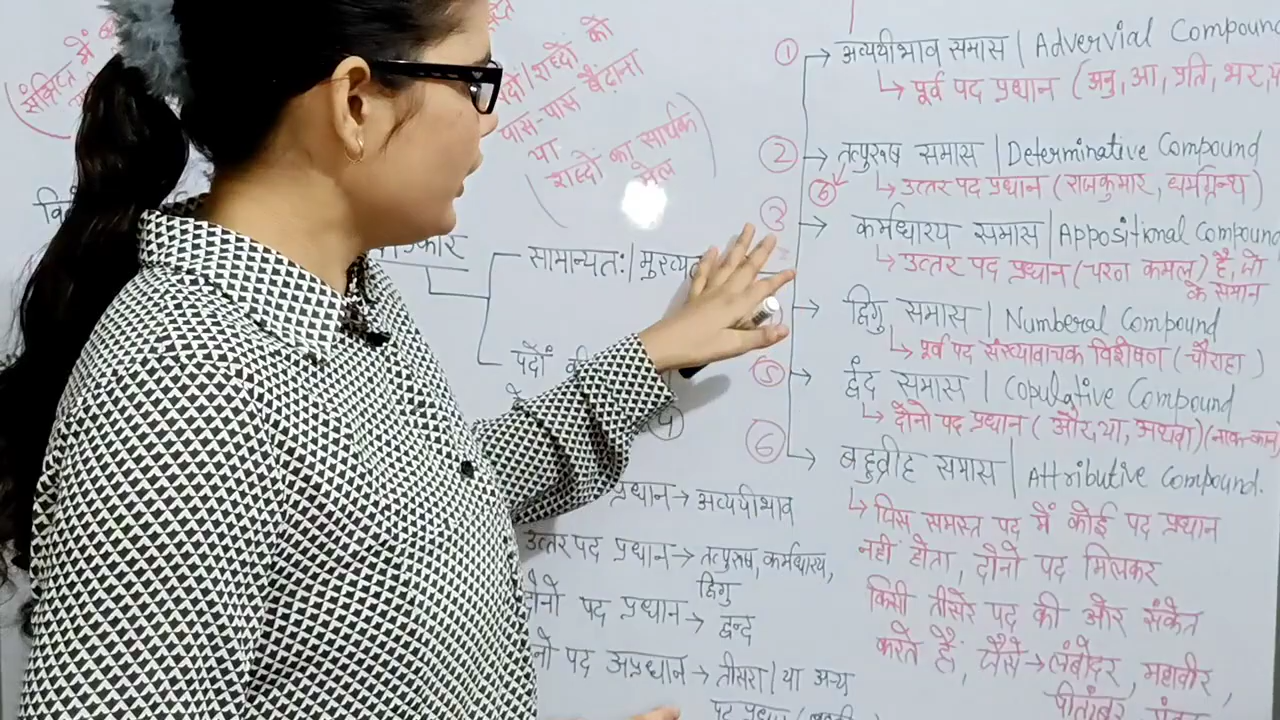 संक्षिप्त में
पदों/शब्दों को
पास-पास बैठाना
या
शब्दों का सार्थक
मेल
सामान्यतः/मुख्यत
पदों की
④
प्रधान → अव्ययीभाव
उत्तर पद प्रधान → तत्पुरुष, कर्मधारय,
द्विगु
दोनों पद प्रधान → द्वन्द
नो पद अप्रधान → तीसरा/या अन्य
पद प्रधान
① → अव्ययीभाव समास | Advervial Compound
↳ पूर्व पद प्रधान (अनु, आ, प्रति, भर,
② → तत्पुरुष समास | Determinative Compound
⑥ ↳ उत्तर पद प्रधान (राजकुमार, धर्मग्रन्थ)
③ → कर्मधारय समास | Appositional Compound
↳ उत्तर पद प्रधान (चरण कमल) है, जो
के समान
→ द्विगु समास | Numberal Compound
↳ पूर्व पद संख्यावाचक विशेषण (चौराहा)
⑤ → द्वंद समास | Copulative Compound
↳ दोनो पद प्रधान (और, या, अथवा) (नाक-कान)
⑥ → बहुव्रीह समास | Attributive Compound.
↳ जिस समस्त पद में कोई पद प्रधान
नहीं होता, दोनो पद मिलकर
किसी तीसरे पद की ओर संकेत
करते हैं, जैसे → लंबोदर, महावीर,
पीतांबर